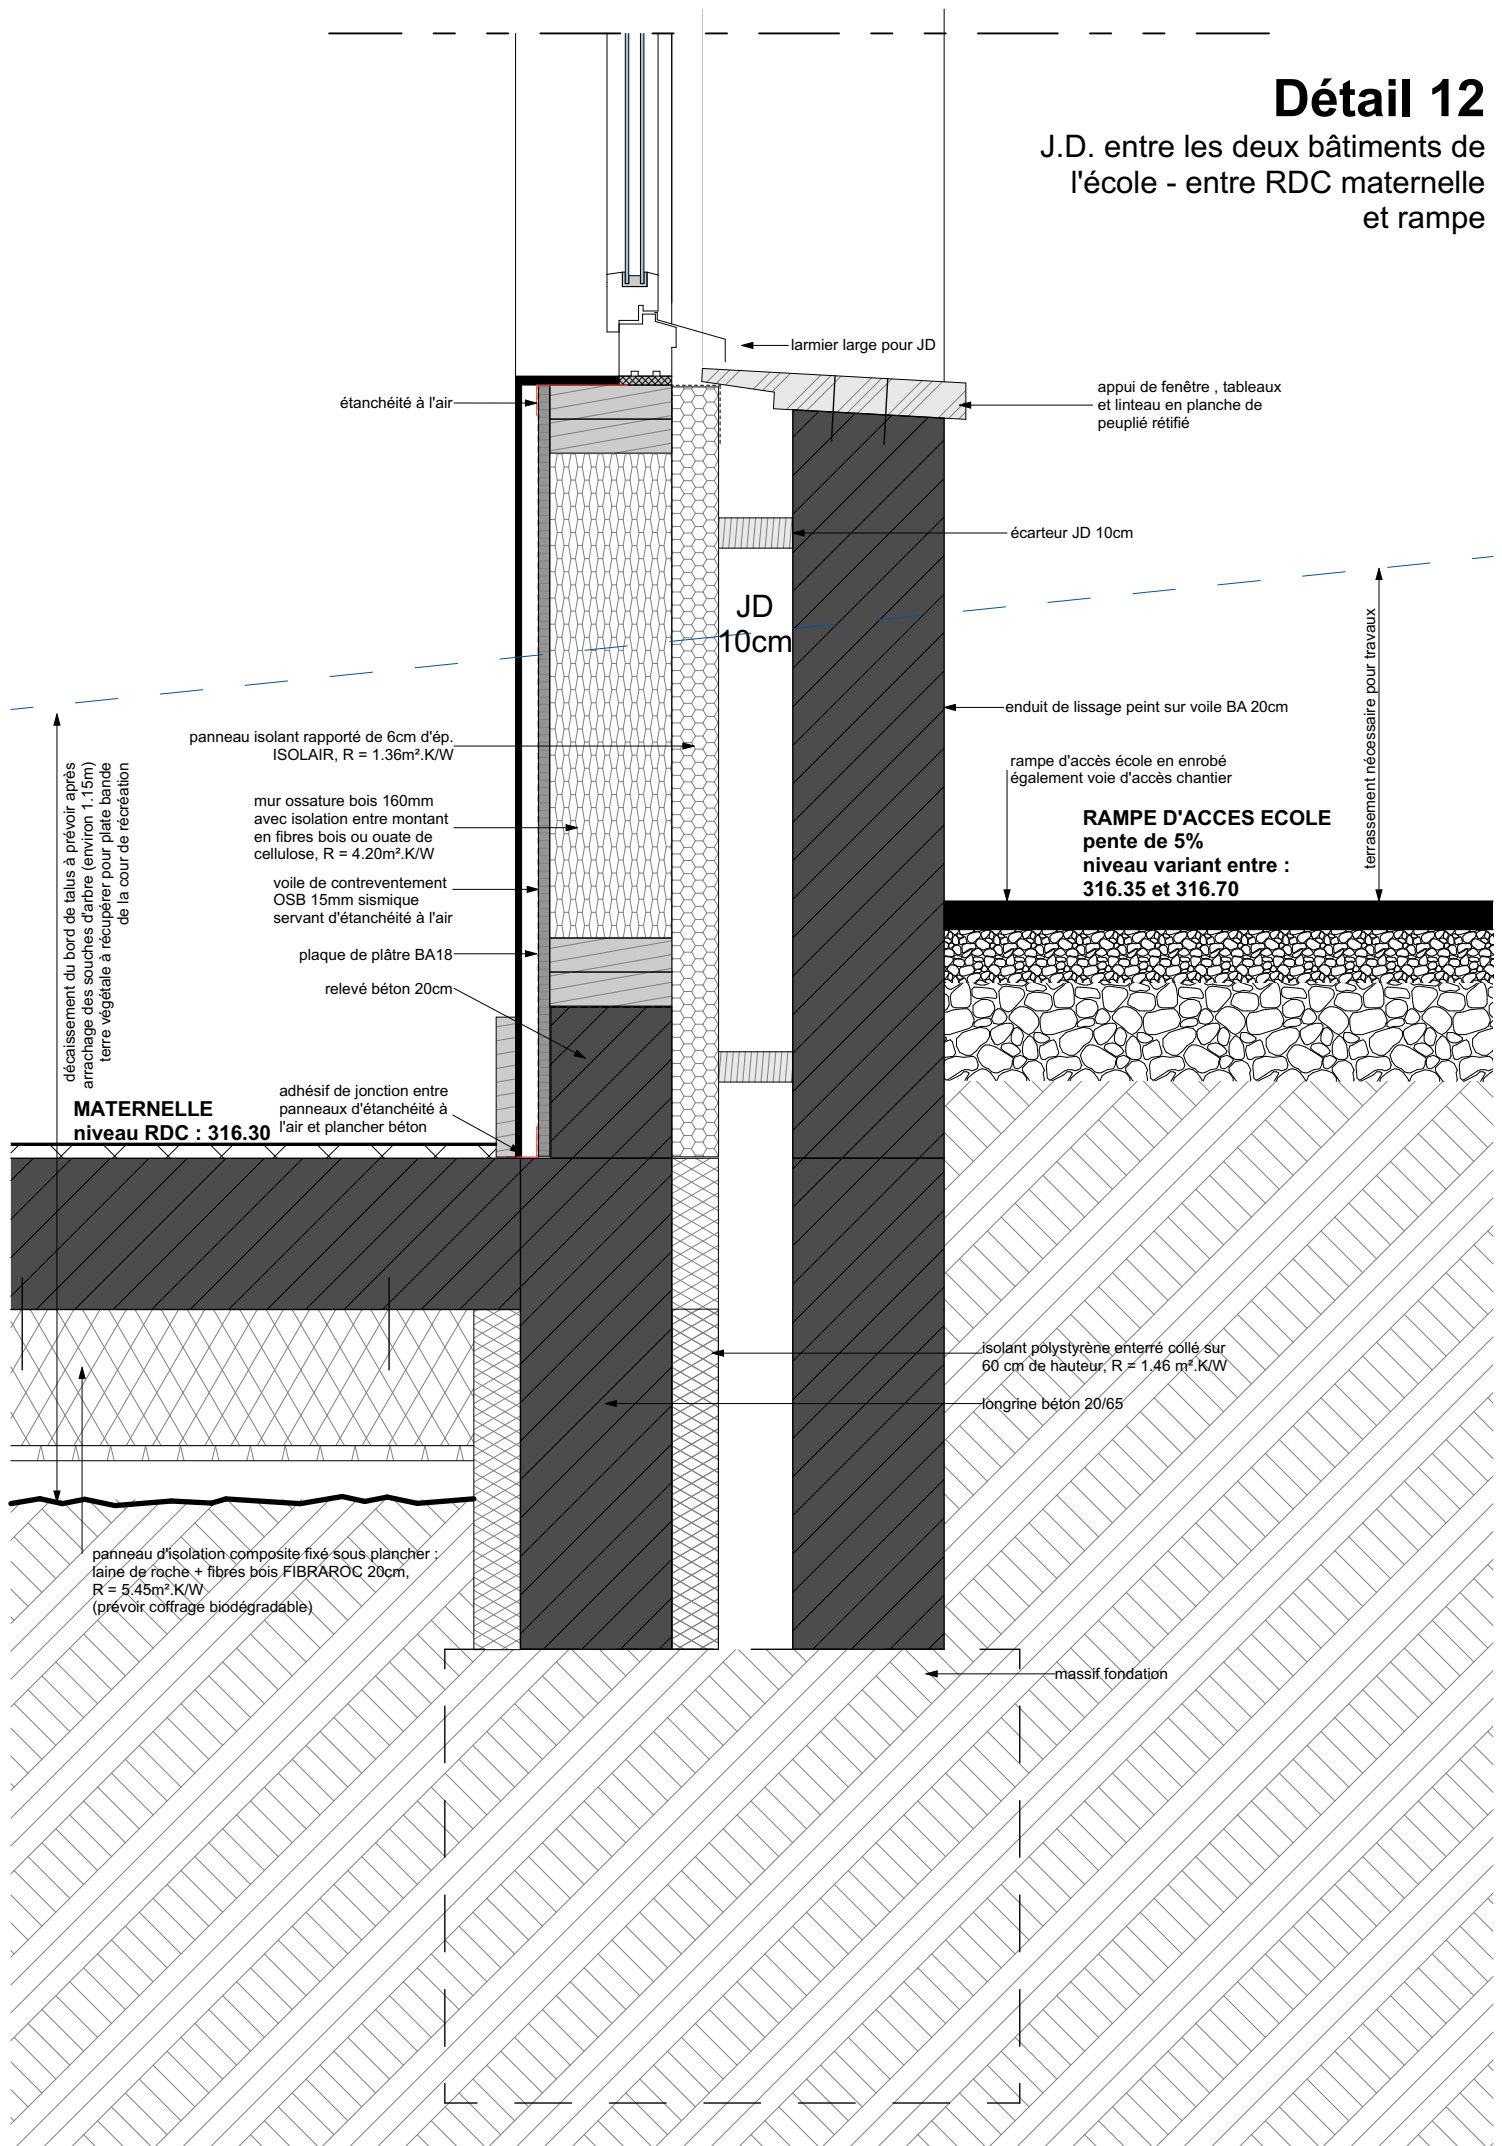 Détail 12
J.D. entre les deux bâtiments de
l'école - entre RDC maternelle
et rampe
larmier large pour JD
étanchéité à l'air
appui de fenêtre , tableaux
et linteau en planche de
peuplié rétifié
écarteur JD 10cm
JD
10cm
terrassement nécessaire pour travaux
enduit de lissage peint sur voile BA 20cm
panneau isolant rapporté de 6cm d'ép.
ISOLAIR, R = 1.36m².K/W
rampe d'accès école en enrobé
également voie d'accès chantier
mur ossature bois 160mm
avec isolation entre montant
en fibres bois ou ouate de
cellulose, R = 4.20m².K/W
RAMPE D'ACCES ECOLE
pente de 5%
niveau variant entre :
316.35 et 316.70
voile de contreventement
OSB 15mm sismique
servant d'étanchéité à l'air
plaque de plâtre BA18
relevé béton 20cm
décaissement du bord de talus à prévoir après
arrachage des souches d'arbre (environ 1.15m)
terre végétale à récupérer pour plate bande
de la cour de récréation
adhésif de jonction entre
panneaux d'étanchéité à
l'air et plancher béton
MATERNELLE
niveau RDC : 316.30
isolant polystyrène enterré collé sur
60 cm de hauteur, R = 1.46 m².K/W
longrine béton 20/65
panneau d'isolation composite fixé sous plancher :
laine de roche + fibres bois FIBRAROC 20cm,
R = 5.45m².K/W
(prévoir coffrage biodégradable)
massif fondation